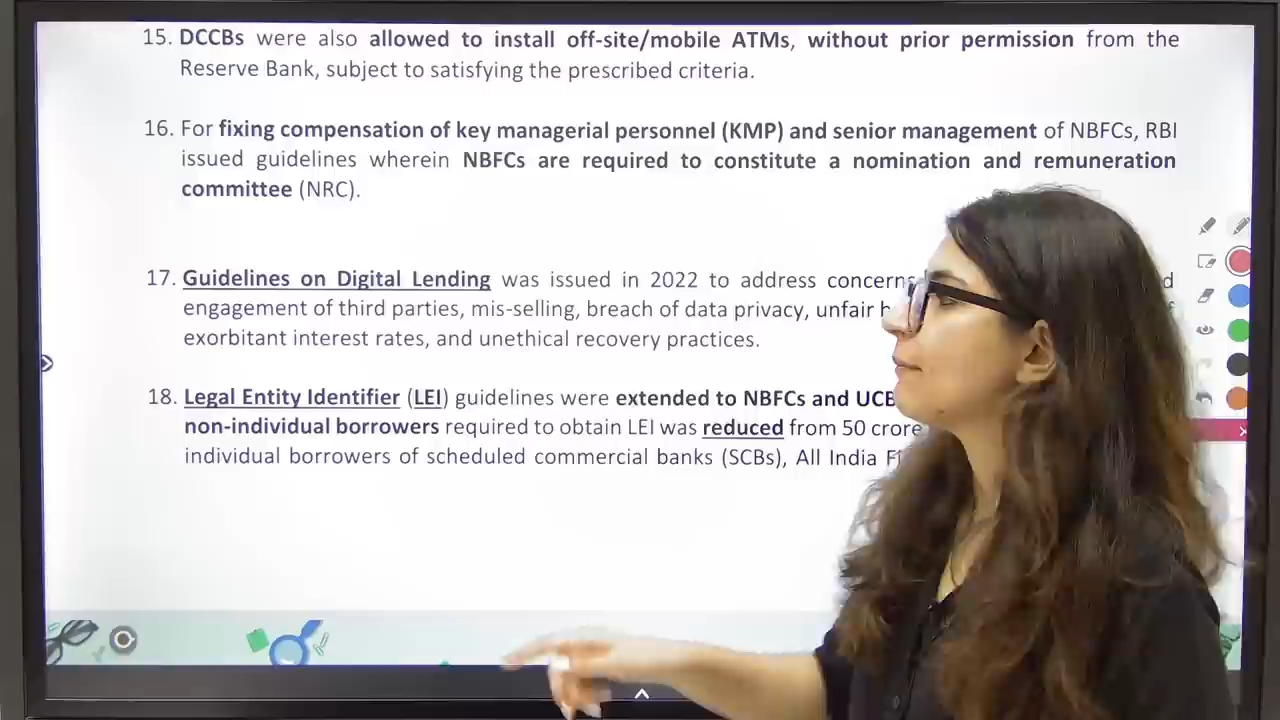 15. DCCBs were also allowed to install off-site/mobile ATMs, without prior permission from the
Reserve Bank, subject to satisfying the prescribed criteria.
16. For fixing compensation of key managerial personnel (KMP) and senior management of NBFCs, RBI
issued guidelines wherein NBFCs are required to constitute a nomination and remuneration
committee (NRC).
17. Guidelines on Digital Lending was issued in 2022 to address concern
engagement of third parties, mis-selling, breach of data privacy, unfair
exorbitant interest rates, and unethical recovery practices.
18. Legal Entity Identifier (LEI) guidelines were extended to NBFCs and UCB
non-individual borrowers required to obtain LEI was reduced from 50 crore
individual borrowers of scheduled commercial banks (SCBs), All India